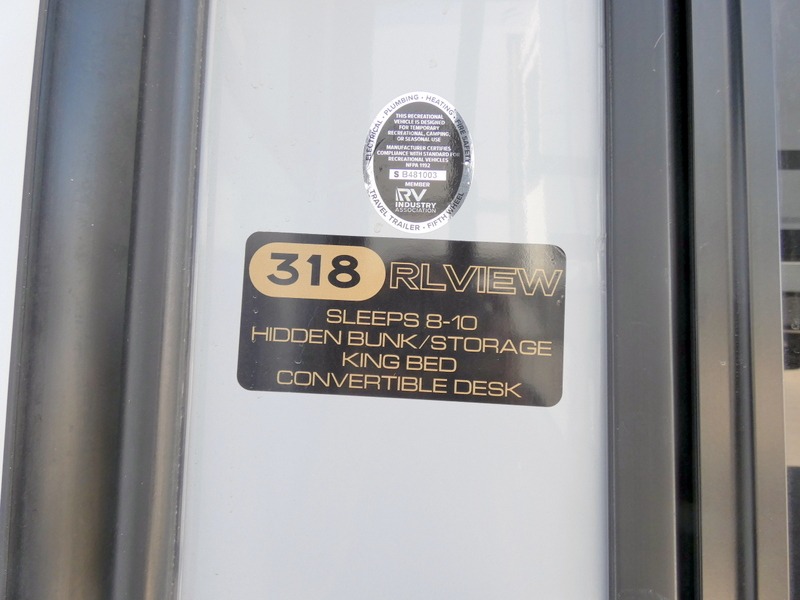 ELECTRICAL - PLUMBING - HEATING - FIRE SAFETY
THIS RECREATIONAL
VEHICLE IS DESIGNED
FOR TEMPORARY
RECREATIONAL, CAMPING,
OR SEASONAL USE
MANUFACTURER CERTIFIES
COMPLIANCE WITH STANDARD FOR
RECREATIONAL VEHICLES
NFPA 1192
S B481003
MEMBER
RV
INDUSTRY
ASSOCIATION
TRAVEL TRAILER - FIFTH WHEEL
318 RLVIEW
SLEEPS 8-10
HIDDEN BUNK/STORAGE
KING BED
CONVERTIBLE DESK